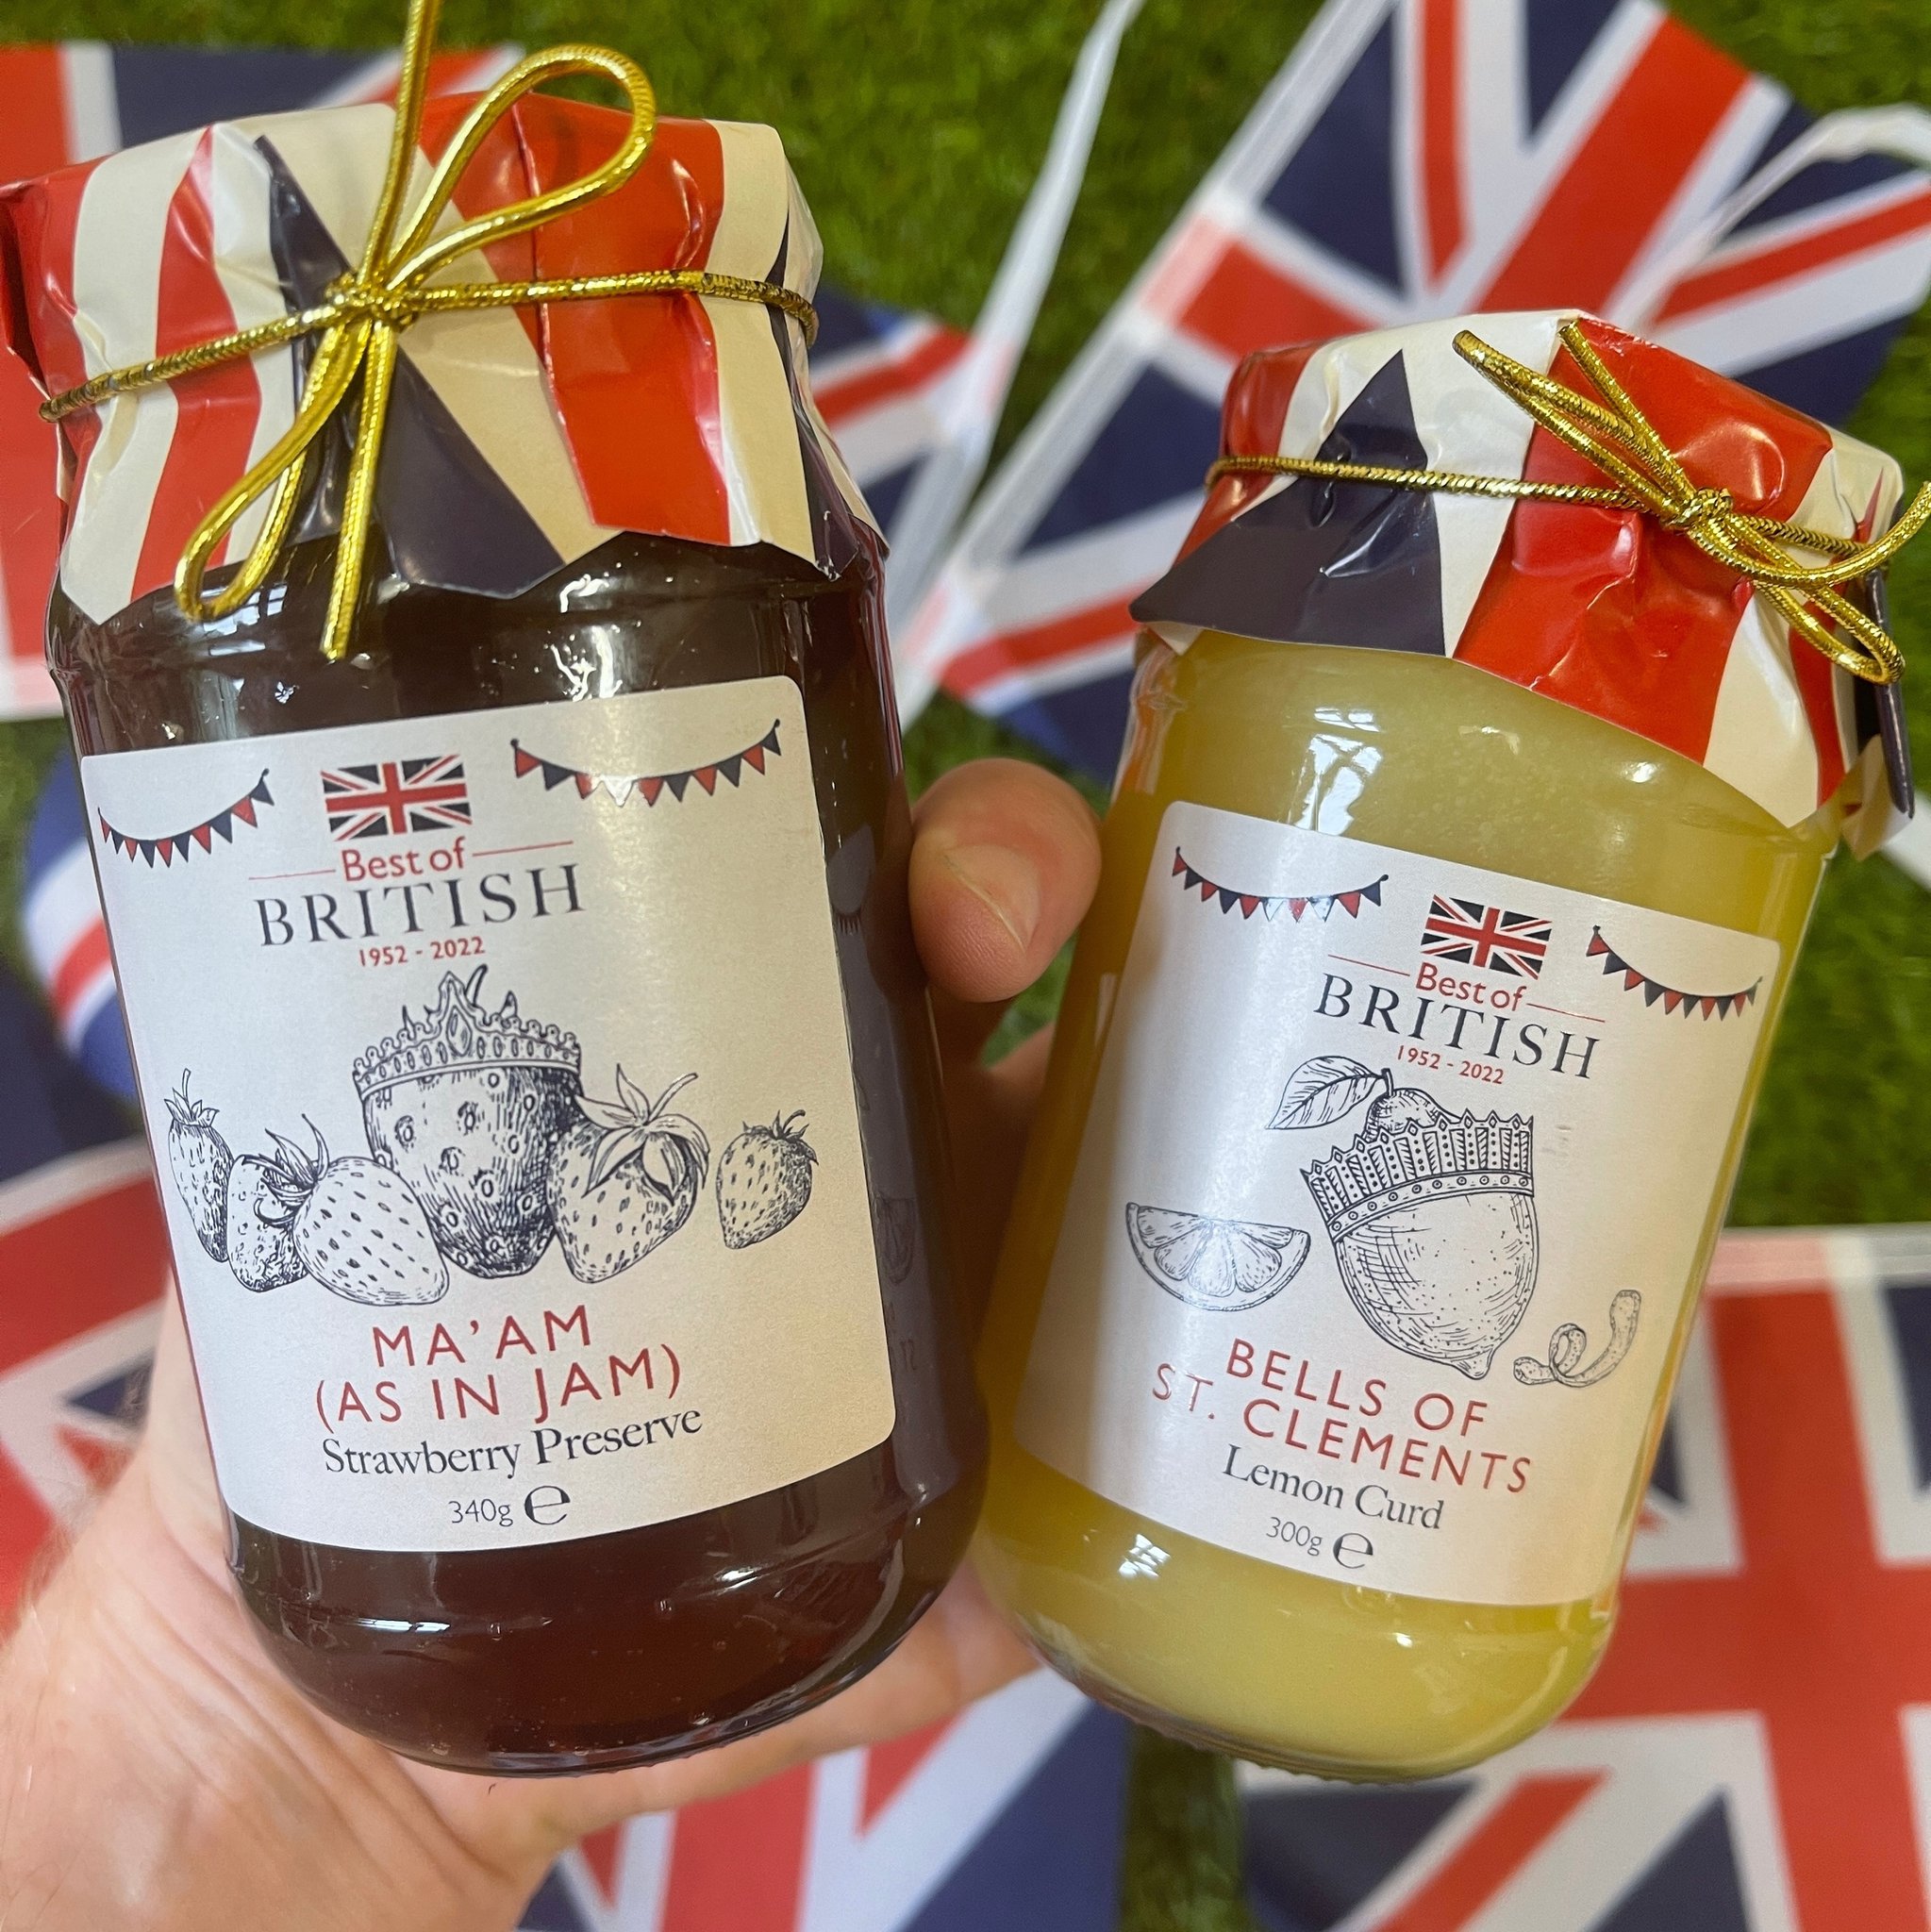 Best of
BRITISH
1952 - 2022
MA'AM
(AS IN JAM)
Strawberry Preserve
340g ℮
Best of
BRITISH
1952 - 2022
BELLS OF
ST. CLEMENTS
Lemon Curd
300g ℮